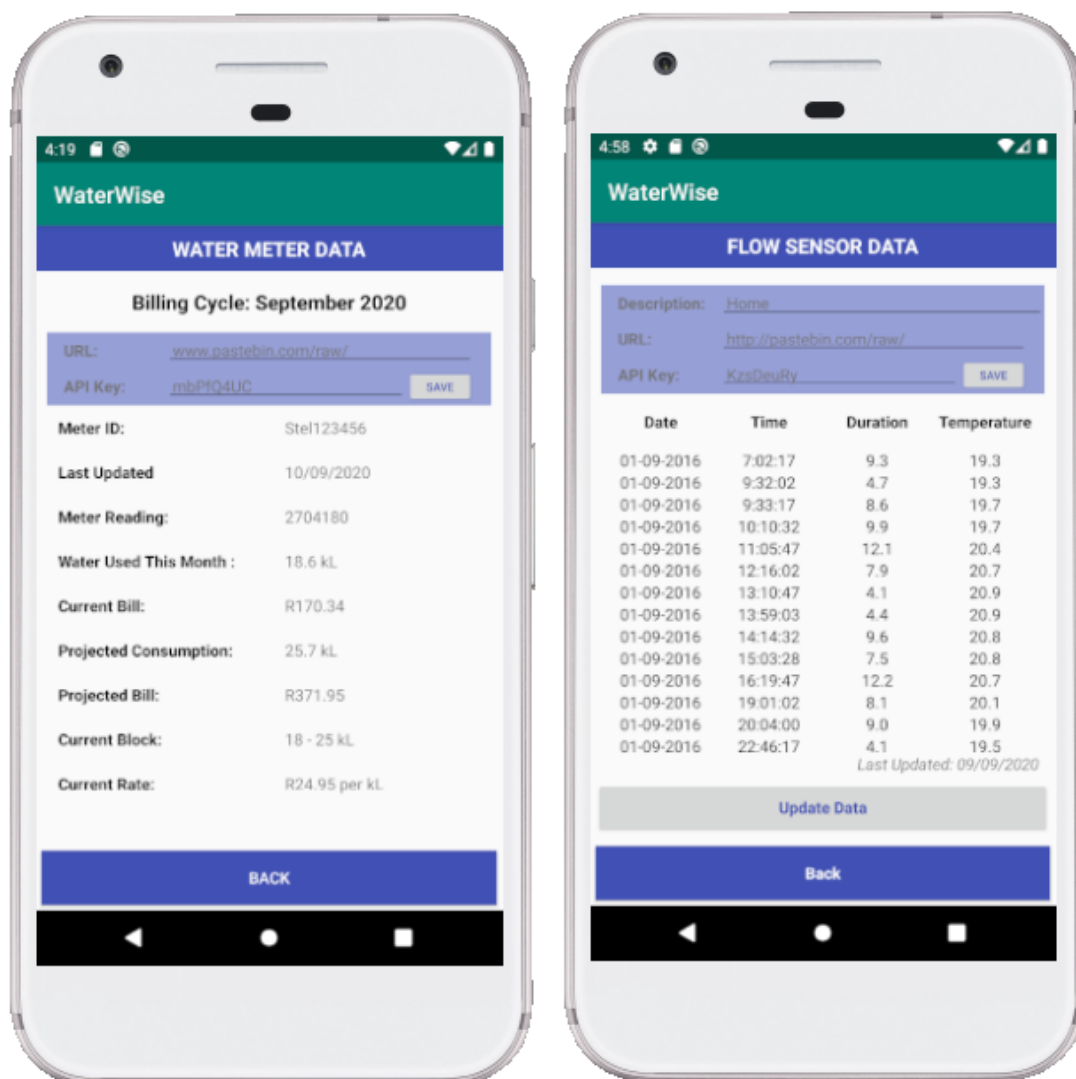 4:19
WaterWise
WATER METER DATA
Billing Cycle: September 2020
URL: www.pastebin.com/raw/
API Key: mbPfQ4UC SAVE
Meter ID: Stel123456
Last Updated 10/09/2020
Meter Reading: 2704180
Water Used This Month : 18.6 kL
Current Bill: R170.34
Projected Consumption: 25.7 kL
Projected Bill: R371.95
Current Block: 18 - 25 kL
Current Rate: R24.95 per kL
BACK
4:58
WaterWise
FLOW SENSOR DATA
Description: Home
URL: http://pastebin.com/raw/
API Key: KzsDeuRy SAVE
Date Time Duration Temperature
01-09-2016 7:02:17 9.3 19.3
01-09-2016 9:32:02 4.7 19.3
01-09-2016 9:33:17 8.6 19.7
01-09-2016 10:10:32 9.9 19.7
01-09-2016 11:05:47 12.1 20.4
01-09-2016 12:16:02 7.9 20.7
01-09-2016 13:10:47 4.1 20.9
01-09-2016 13:59:03 4.4 20.9
01-09-2016 14:14:32 9.6 20.8
01-09-2016 15:03:28 7.5 20.8
01-09-2016 16:19:47 12.2 20.7
01-09-2016 19:01:02 8.1 20.1
01-09-2016 20:04:00 9.0 19.9
01-09-2016 22:46:17 4.1 19.5
Last Updated: 09/09/2020
Update Data
Back